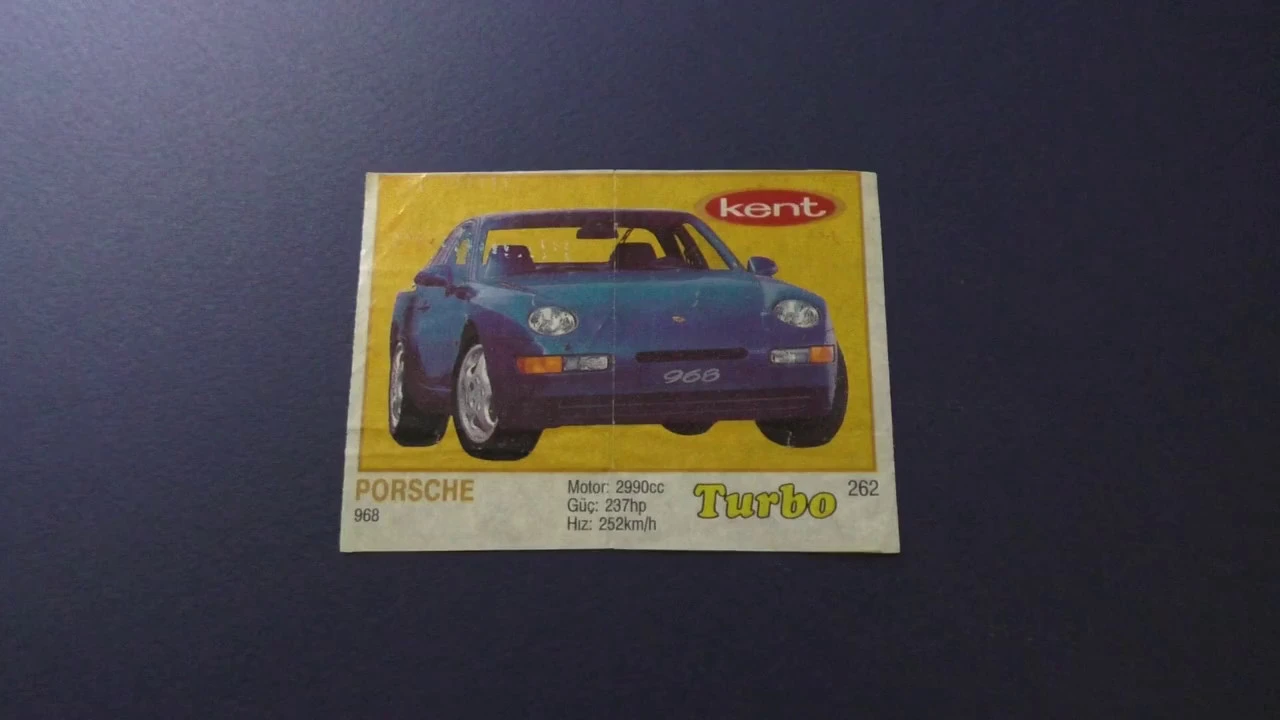 kent
968
PORSCHE
968
Motor: 2990cc
Güç: 237hp
Hız: 252km/h
Turbo
262